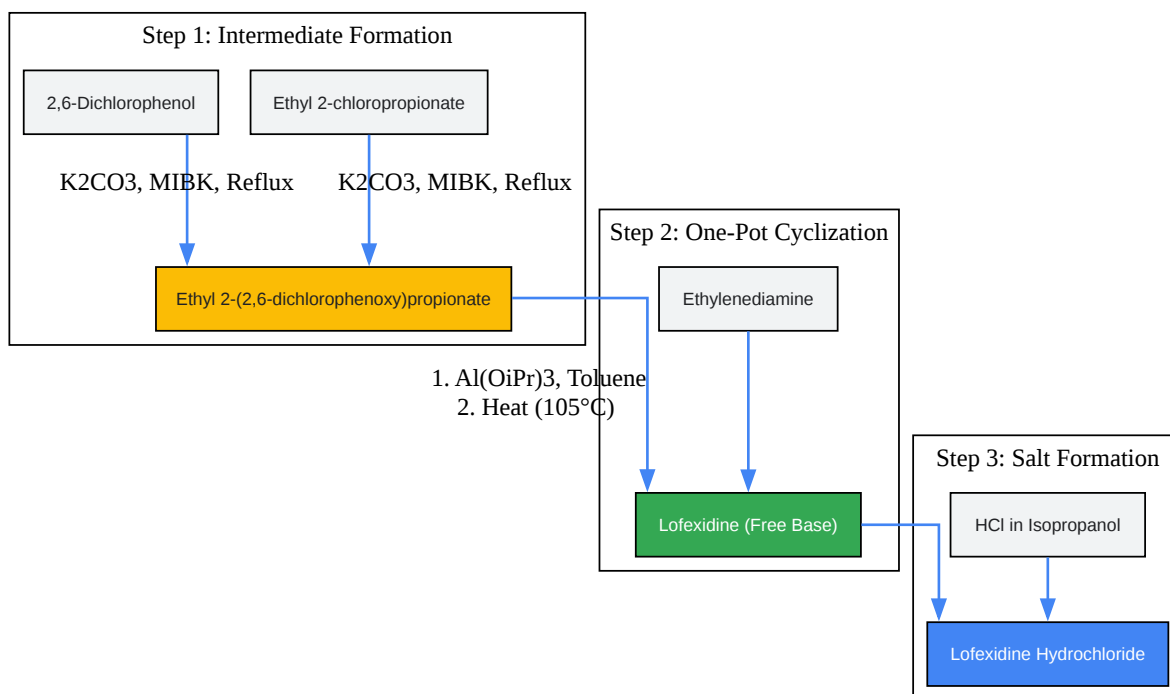 Step 1: Intermediate Formation
2,6-Dichlorophenol
Ethyl 2-chloropropionate
K2CO3, MIBK, Reflux
K2CO3, MIBK, Reflux
Ethyl 2-(2,6-dichlorophenoxy)propionate
Step 2: One-Pot Cyclization
Ethylenediamine
1. Al(OiPr)3, Toluene
2. Heat (105°C)
Lofexidine (Free Base)
Step 3: Salt Formation
HCl in Isopropanol
Lofexidine Hydrochloride